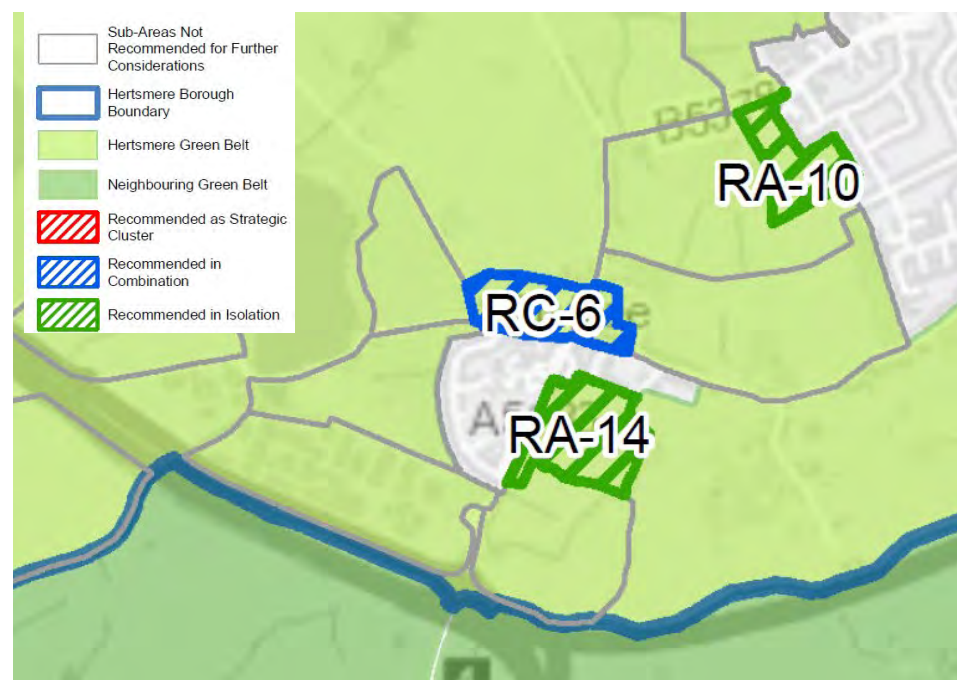 Sub-Areas Not
Recommended for Further
Considerations
Hertsmere Borough
Boundary
Hertsmere Green Belt
Neighbouring Green Belt
Recommended as Strategic
Cluster
Recommended in
Combination
Recommended in Isolation
RA-10
RC-6
RA-14